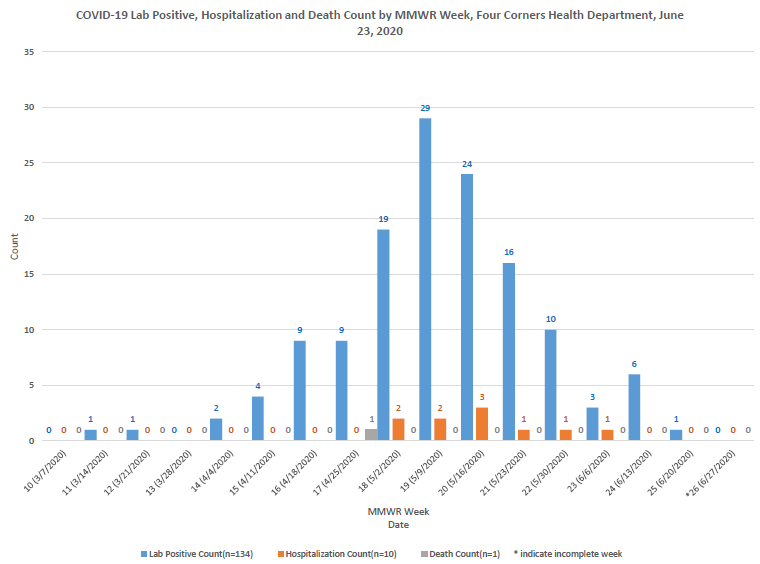 COVID-19 Lab Positive, Hospitalization and Death Count by MMWR Week, Four Corners Health Department, June
23, 2020
35
30
25
20
15
10
5
0
Count
0 0 0
1 0 0
1 0 0
0 0 0
2 0 0
4 0 0
9 0 0
9 0 1
19 2 0
29 2 0
24 3 0
16 1 0
10 1 0
3 1 0
6 0 0
1 0 0
0 0 0
10 (3/7/2020)
11 (3/14/2020)
12 (3/21/2020)
13 (3/28/2020)
14 (4/4/2020)
15 (4/11/2020)
16 (4/18/2020)
17 (4/25/2020)
18 (5/2/2020)
19 (5/9/2020)
20 (5/16/2020)
21 (5/23/2020)
22 (5/30/2020)
23 (6/6/2020)
24 (6/13/2020)
25 (6/20/2020)
*26 (6/27/2020)
MMWR Week
Date
Lab Positive Count(n=134) Hospitalization Count(n=10) Death Count(n=1) * indicate incomplete week